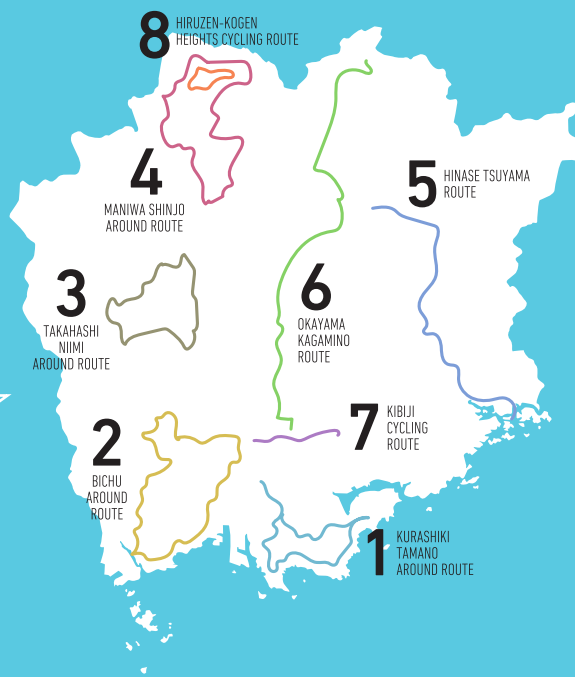 8
HIRUZEN-KOGEN
HEIGHTS CYCLING ROUTE
4
MANIWA SHINJO
AROUND ROUTE
5
HINASE TSUYAMA
ROUTE
3
TAKAHASHI
NIIMI
AROUND ROUTE
6
OKAYAMA
KAGAMINO
ROUTE
2
BICHU
AROUND
ROUTE
7
KIBIJI
CYCLING
ROUTE
1
KURASHIKI
TAMANO
AROUND ROUTE